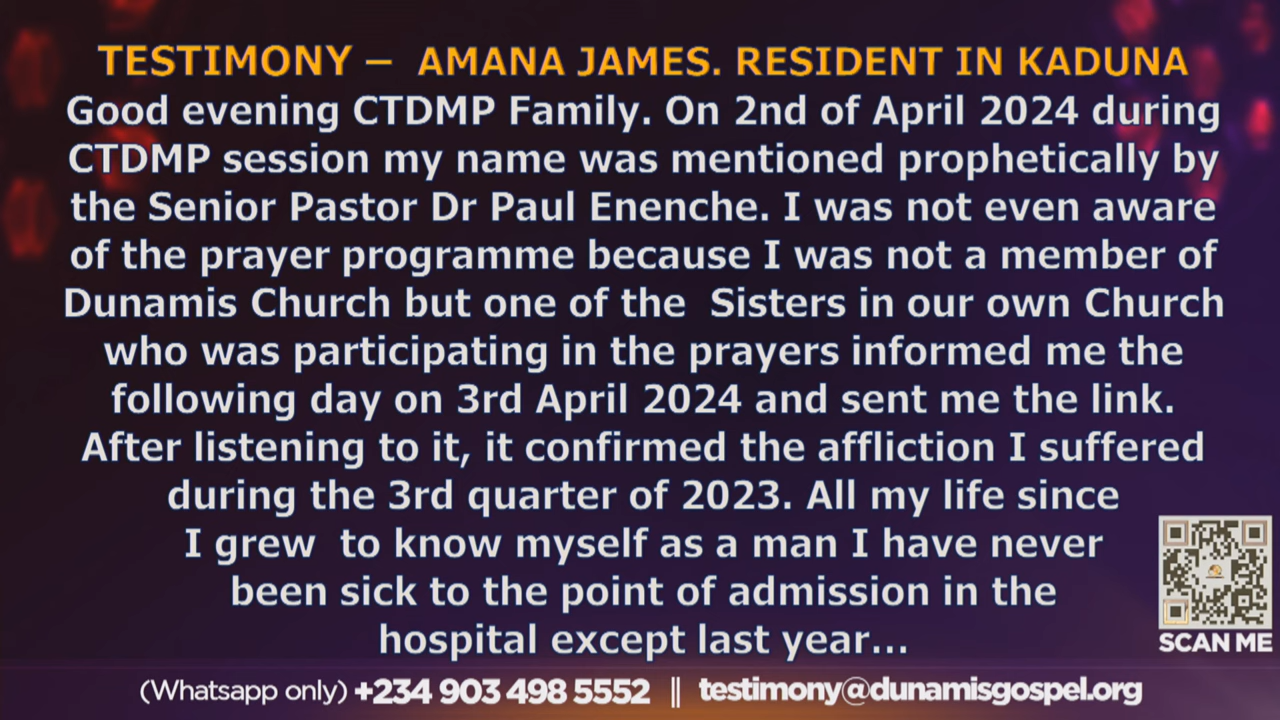 TESTIMONY – AMANA JAMES. RESIDENT IN KADUNA
Good evening CTDMP Family. On 2nd of April 2024 during
CTDMP session my name was mentioned prophetically by
the Senior Pastor Dr Paul Enenche. I was not even aware
of the prayer programme because I was not a member of
Dunamis Church but one of the Sisters in our own Church
who was participating in the prayers informed me the
following day on 3rd April 2024 and sent me the link.
After listening to it, it confirmed the affliction I suffered
during the 3rd quarter of 2023. All my life since
I grew to know myself as a man I have never
been sick to the point of admission in the
hospital except last year...
SCAN ME
(Whatsapp only) +234 903 498 5552 || testimony@dunamisgospel.org